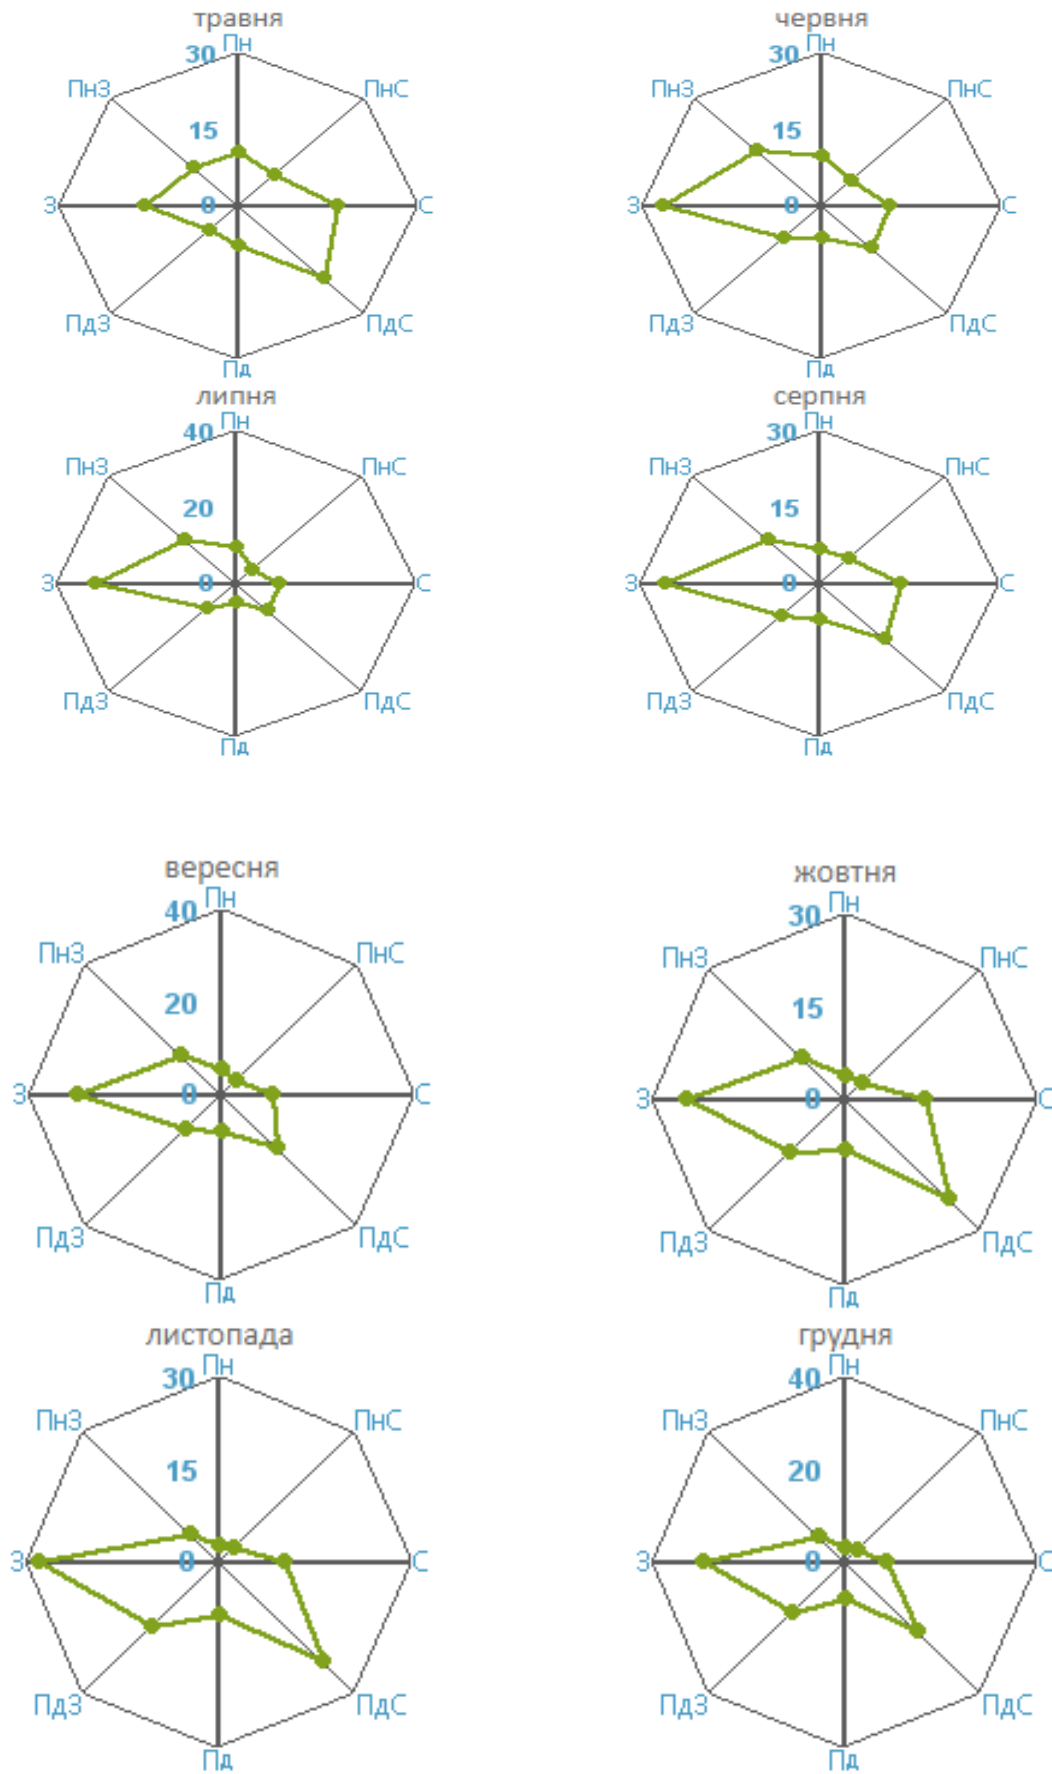 травня
Пн
30
ПнЗ
ПнС
15
З
0
С
ПдЗ
ПдС
Пд
червня
Пн
30
ПнЗ
ПнС
15
З
0
С
ПдЗ
ПдС
Пд
липня
Пн
40
ПнЗ
ПнС
20
З
0
С
ПдЗ
ПдС
Пд
серпня
Пн
30
ПнЗ
ПнС
15
З
0
С
ПдЗ
ПдС
Пд
вересня
Пн
40
ПнЗ
ПнС
20
З
0
С
ПдЗ
ПдС
Пд
жовтня
Пн
30
ПнЗ
ПнС
15
З
0
С
ПдЗ
ПдС
Пд
листопада
Пн
30
ПнЗ
ПнС
15
З
0
С
ПдЗ
ПдС
Пд
грудня
Пн
40
ПнЗ
ПнС
20
З
0
С
ПдЗ
ПдС
Пд